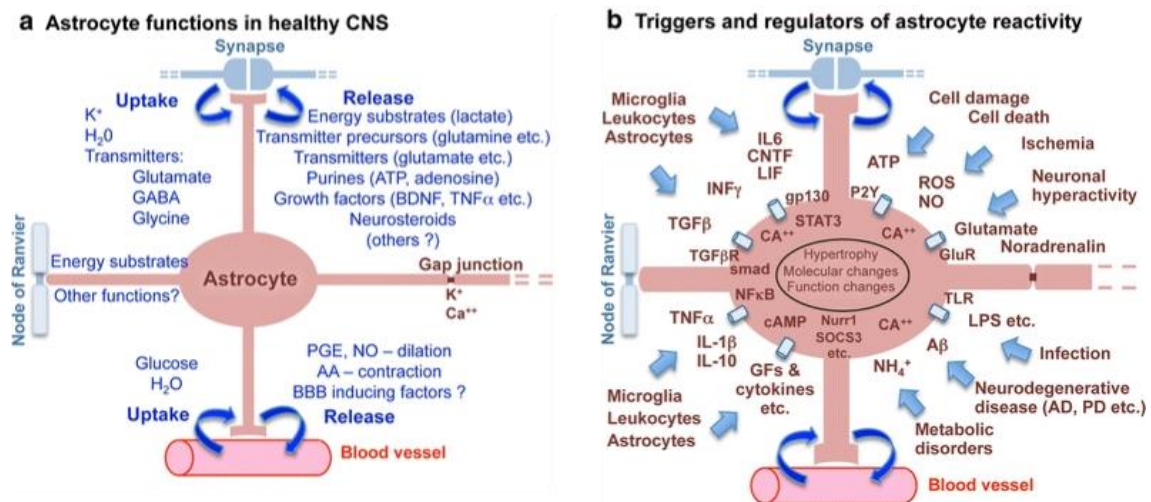 a Astrocyte functions in healthy CNS
Synapse
Uptake
K⁺
H₂0
Transmitters:
Glutamate
GABA
Glycine
Release
Energy substrates (lactate)
Transmitter precursors (glutamine etc.)
Transmitters (glutamate etc.)
Purines (ATP, adenosine)
Growth factors (BDNF, TNFα etc.)
Neurosteroids
(others ?)
Node of Ranvier
Energy substrates
Other functions?
Astrocyte
Gap junction
K⁺
Ca⁺⁺
Glucose
H₂O
Uptake
PGE, NO – dilation
AA – contraction
BBB inducing factors ?
Release
Blood vessel
b Triggers and regulators of astrocyte reactivity
Synapse
Microglia
Leukocytes
Astrocytes
IL6
CNTF
LIF
INFγ
TGFβ
Cell damage
Cell death
Ischemia
ATP
ROS
NO
Neuronal
hyperactivity
Glutamate
Noradrenalin
gp130
P2Y
STAT3
CA⁺⁺
CA⁺⁺
GluR
TGFβR
smad
NFκB
Hypertrophy
Molecular changes
Function changes
Node of Ranvier
TLR
LPS etc.
TNFα
IL-1β
IL-10
cAMP
Nurr1
SOCS3
etc.
CA⁺⁺
Aβ
NH₄⁺
GFs &
cytokines
etc.
Infection
Neurodegenerative
disease (AD, PD etc.)
Metabolic
disorders
Microglia
Leukocytes
Astrocytes
Blood vessel